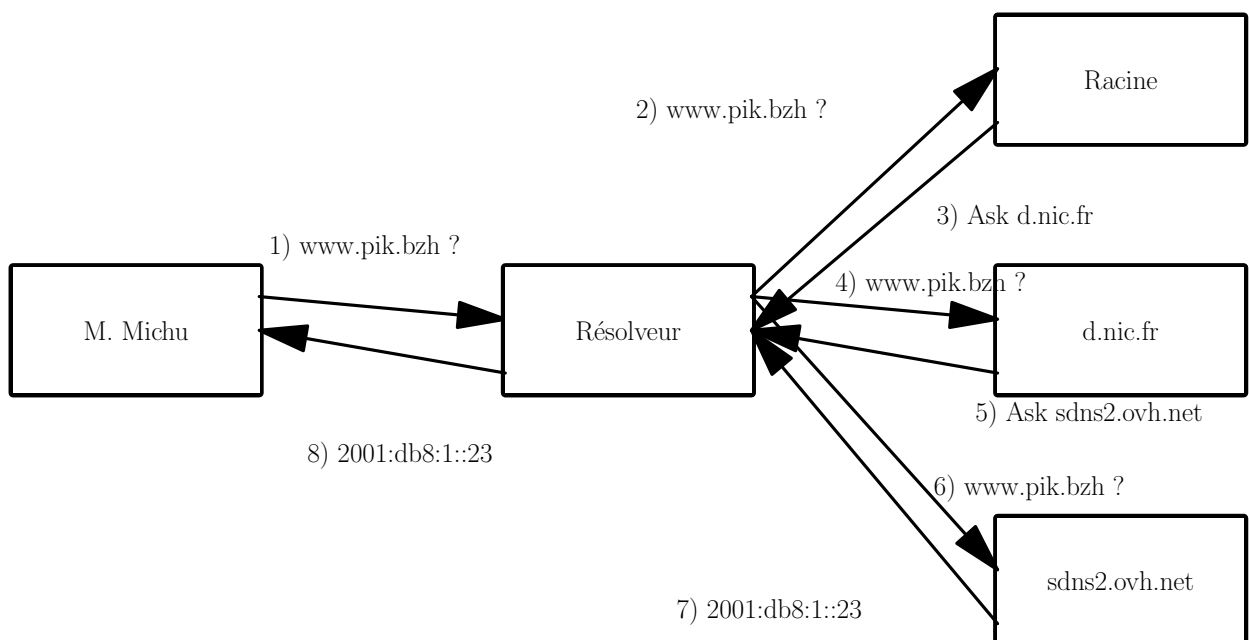 Racine
2) www.pik.bzh ?
3) Ask d.nic.fr
1) www.pik.bzh ?
4) www.pik.bzh ?
M. Michu
Résolveur
d.nic.fr
5) Ask sdns2.ovh.net
8) 2001:db8:1::23
6) www.pik.bzh ?
sdns2.ovh.net
7) 2001:db8:1::23